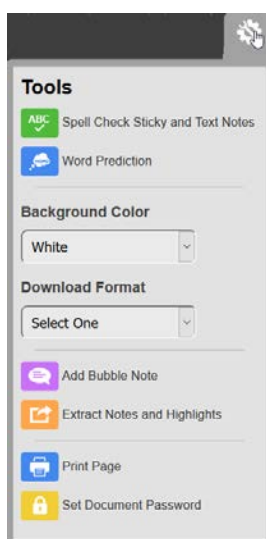 Tools
ABC
Spell Check Sticky and Text Notes
Word Prediction
Background Color
White
Download Format
Select One
Add Bubble Note
Extract Notes and Highlights
Print Page
Set Document Password